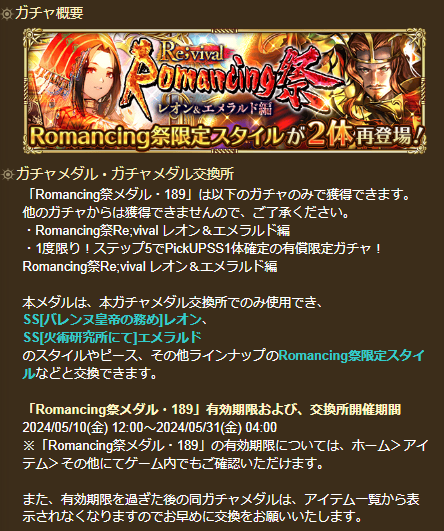 ガチャ概要
Re;vival
Romancing祭
レオン&エメラルド編
Romancing祭限定スタイルが2体再登場!
ガチャメダル・ガチャメダル交換所
「Romancing祭メダル・189」は以下のガチャのみで獲得できます。
他のガチャからは獲得できませんので、ご了承ください。
・Romancing祭Re;vival レオン&エメラルド編
・1度限り!ステップ5でPickUPSS1体確定の有償限定ガチャ!
Romancing祭Re;vival レオン&エメラルド編
本メダルは、本ガチャメダル交換所でのみ使用でき、
SS[バレンヌ皇帝の務め]レオン、
SS[火術研究所にて]エメラルド
のスタイルやピース、その他ラインナップのRomancing祭限定スタイ
ルなどと交換できます。
「Romancing祭メダル・189」有効期限および、交換所開催期間
2024/05/10(金) 12:00～2024/05/31(金) 04:00
※「Romancing祭メダル・189」の有効期限については、ホーム＞アイ
テム＞その他にてゲーム内でもご確認いただけます。
また、有効期限を過ぎた後の同ガチャメダルは、アイテム一覧から表
示されなくなりますのでお早めに交換をお願いいたします。